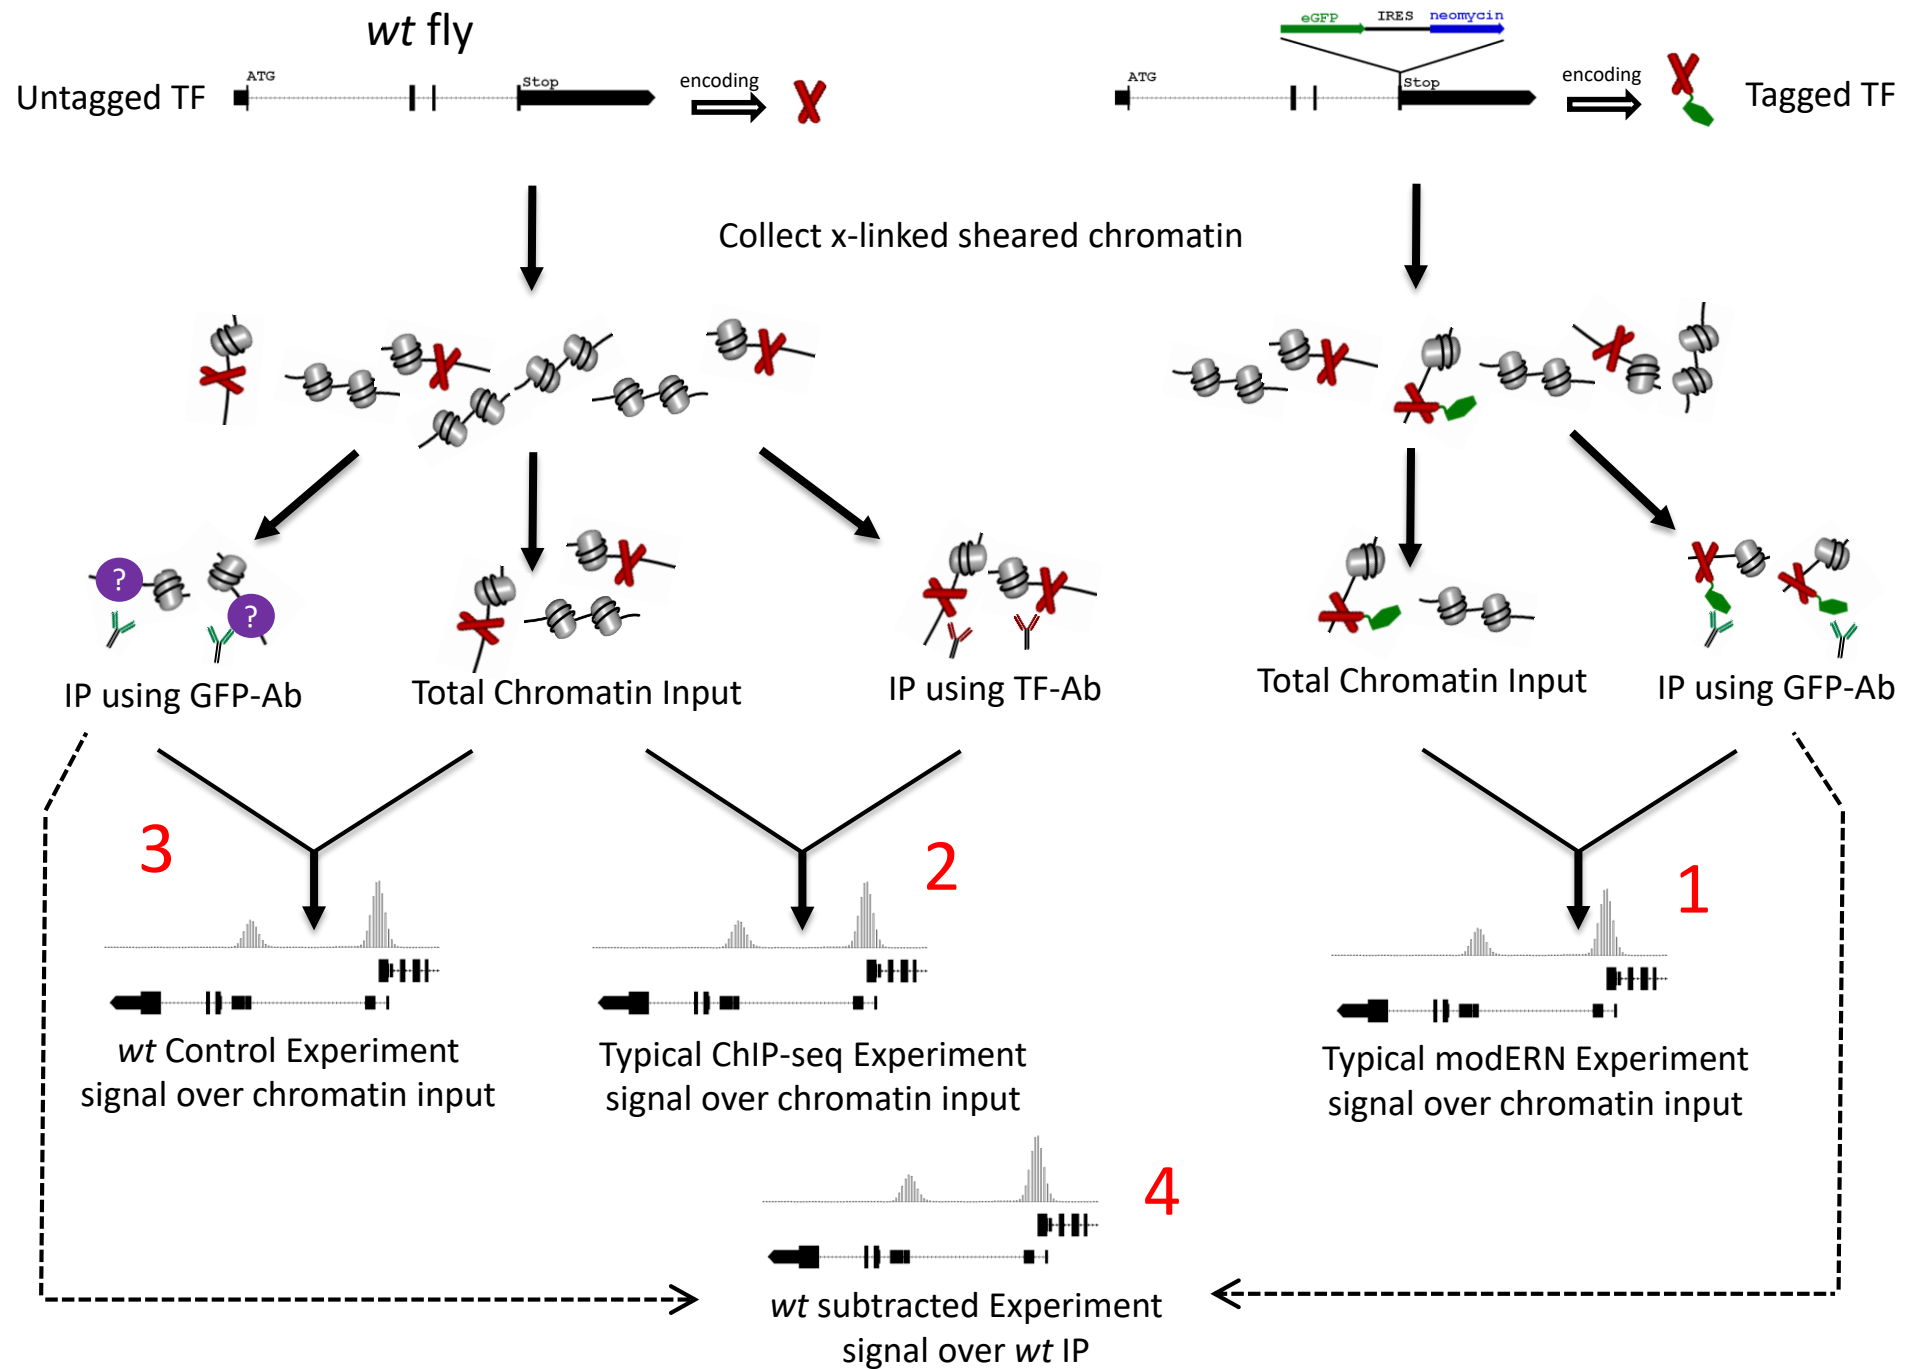 wt fly
eGFP IRES neomycin
Untagged TF
ATG
Stop
encoding
ATG
Stop
encoding
Tagged TF
Collect x-linked sheared chromatin
?
?
IP using GFP-Ab
Total Chromatin Input
IP using TF-Ab
Total Chromatin Input
IP using GFP-Ab
3
2
1
wt Control Experiment
signal over chromatin input
Typical ChIP-seq Experiment
signal over chromatin input
Typical modERN Experiment
signal over chromatin input
4
wt subtracted Experiment
signal over wt IP